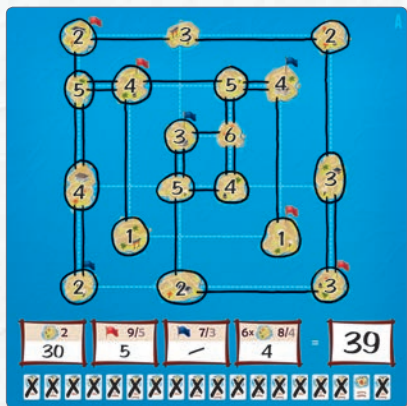 A
2 3 2
5 4 5 4
3 6
4 5 4 3
1 1
2 2 3
2 9/5 7/3 6x 8/4
30 5 – 4 = 39
X X X X X X X X X X X X X X X X X